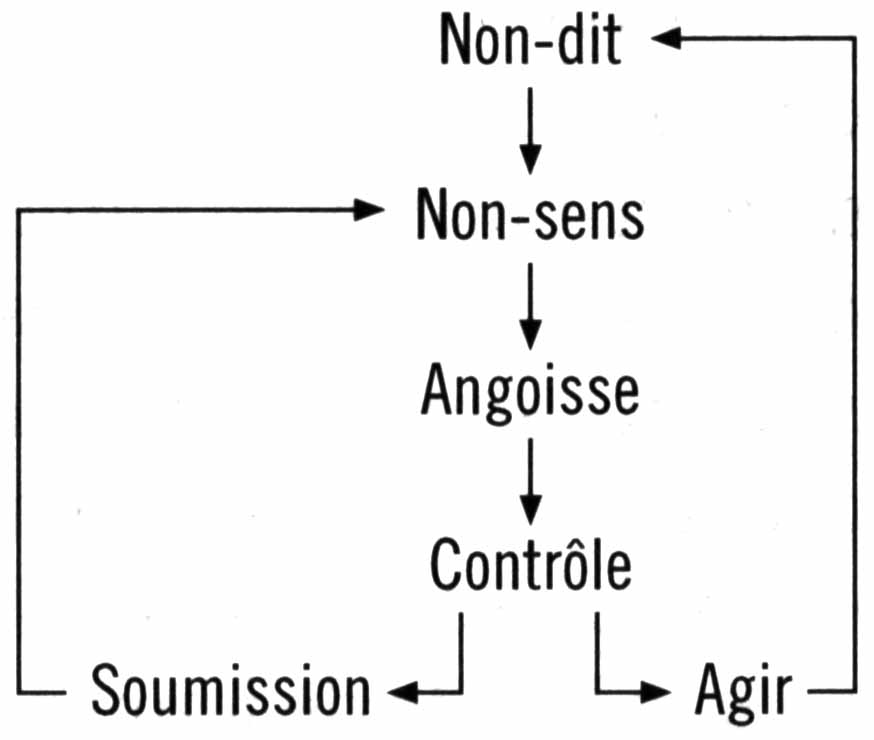 Non-dit
Non-sens
Angoisse
Contrôle
Soumission
Agir